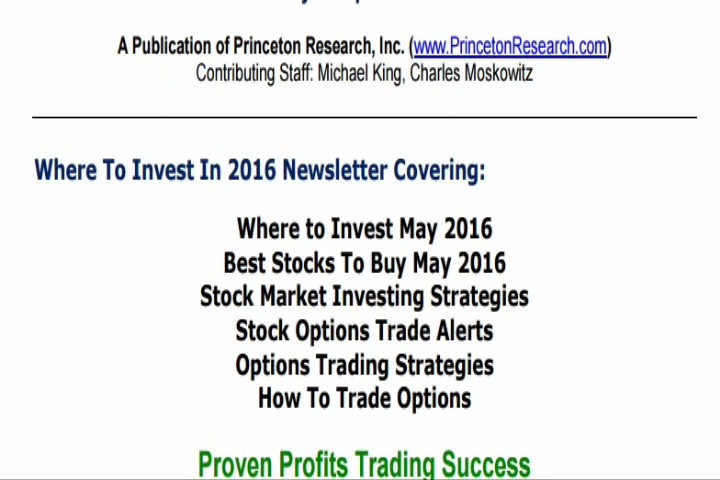 A Publication of Princeton Research, Inc. (www.PrincetonResearch.com)
Contributing Staff: Michael King, Charles Moskowitz
Where To Invest In 2016 Newsletter Covering:
Where to Invest May 2016
Best Stocks To Buy May 2016
Stock Market Investing Strategies
Stock Options Trade Alerts
Options Trading Strategies
How To Trade Options
Proven Profits Trading Success